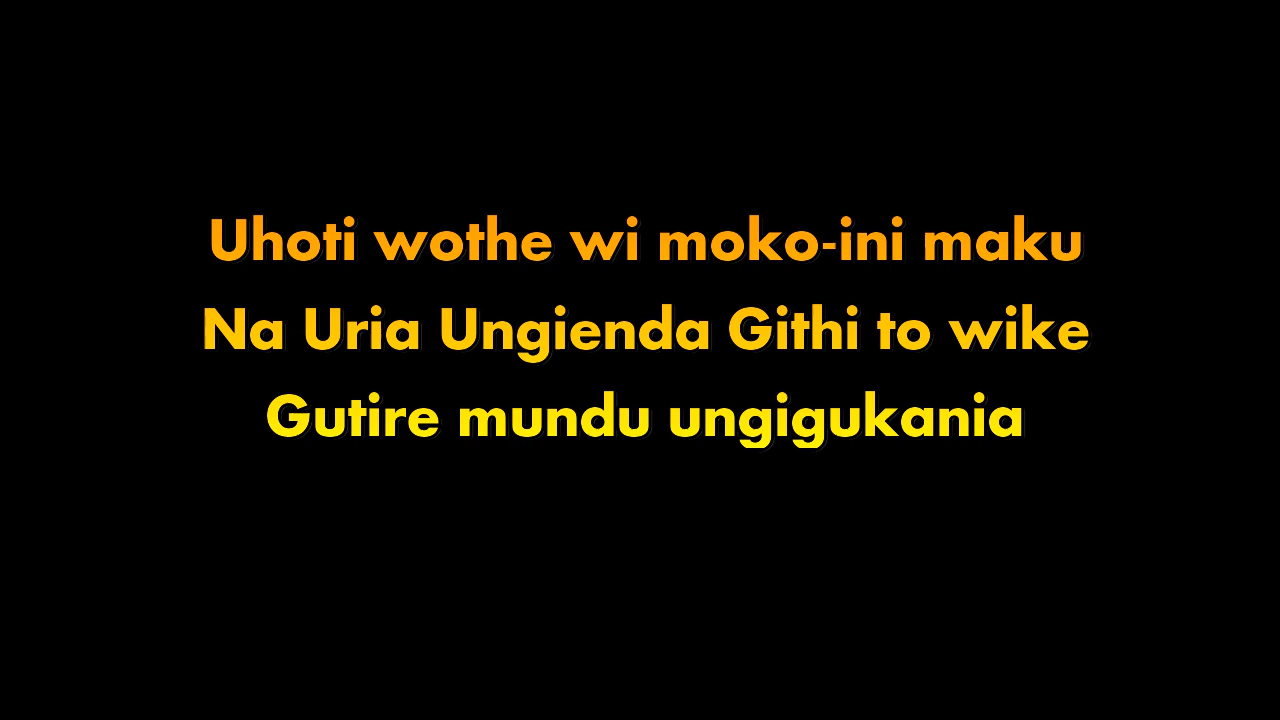 Uhoti wothe wi moko-ini maku
Na Uria Ungienda Githi to wike
Gutire mundu ungigukania